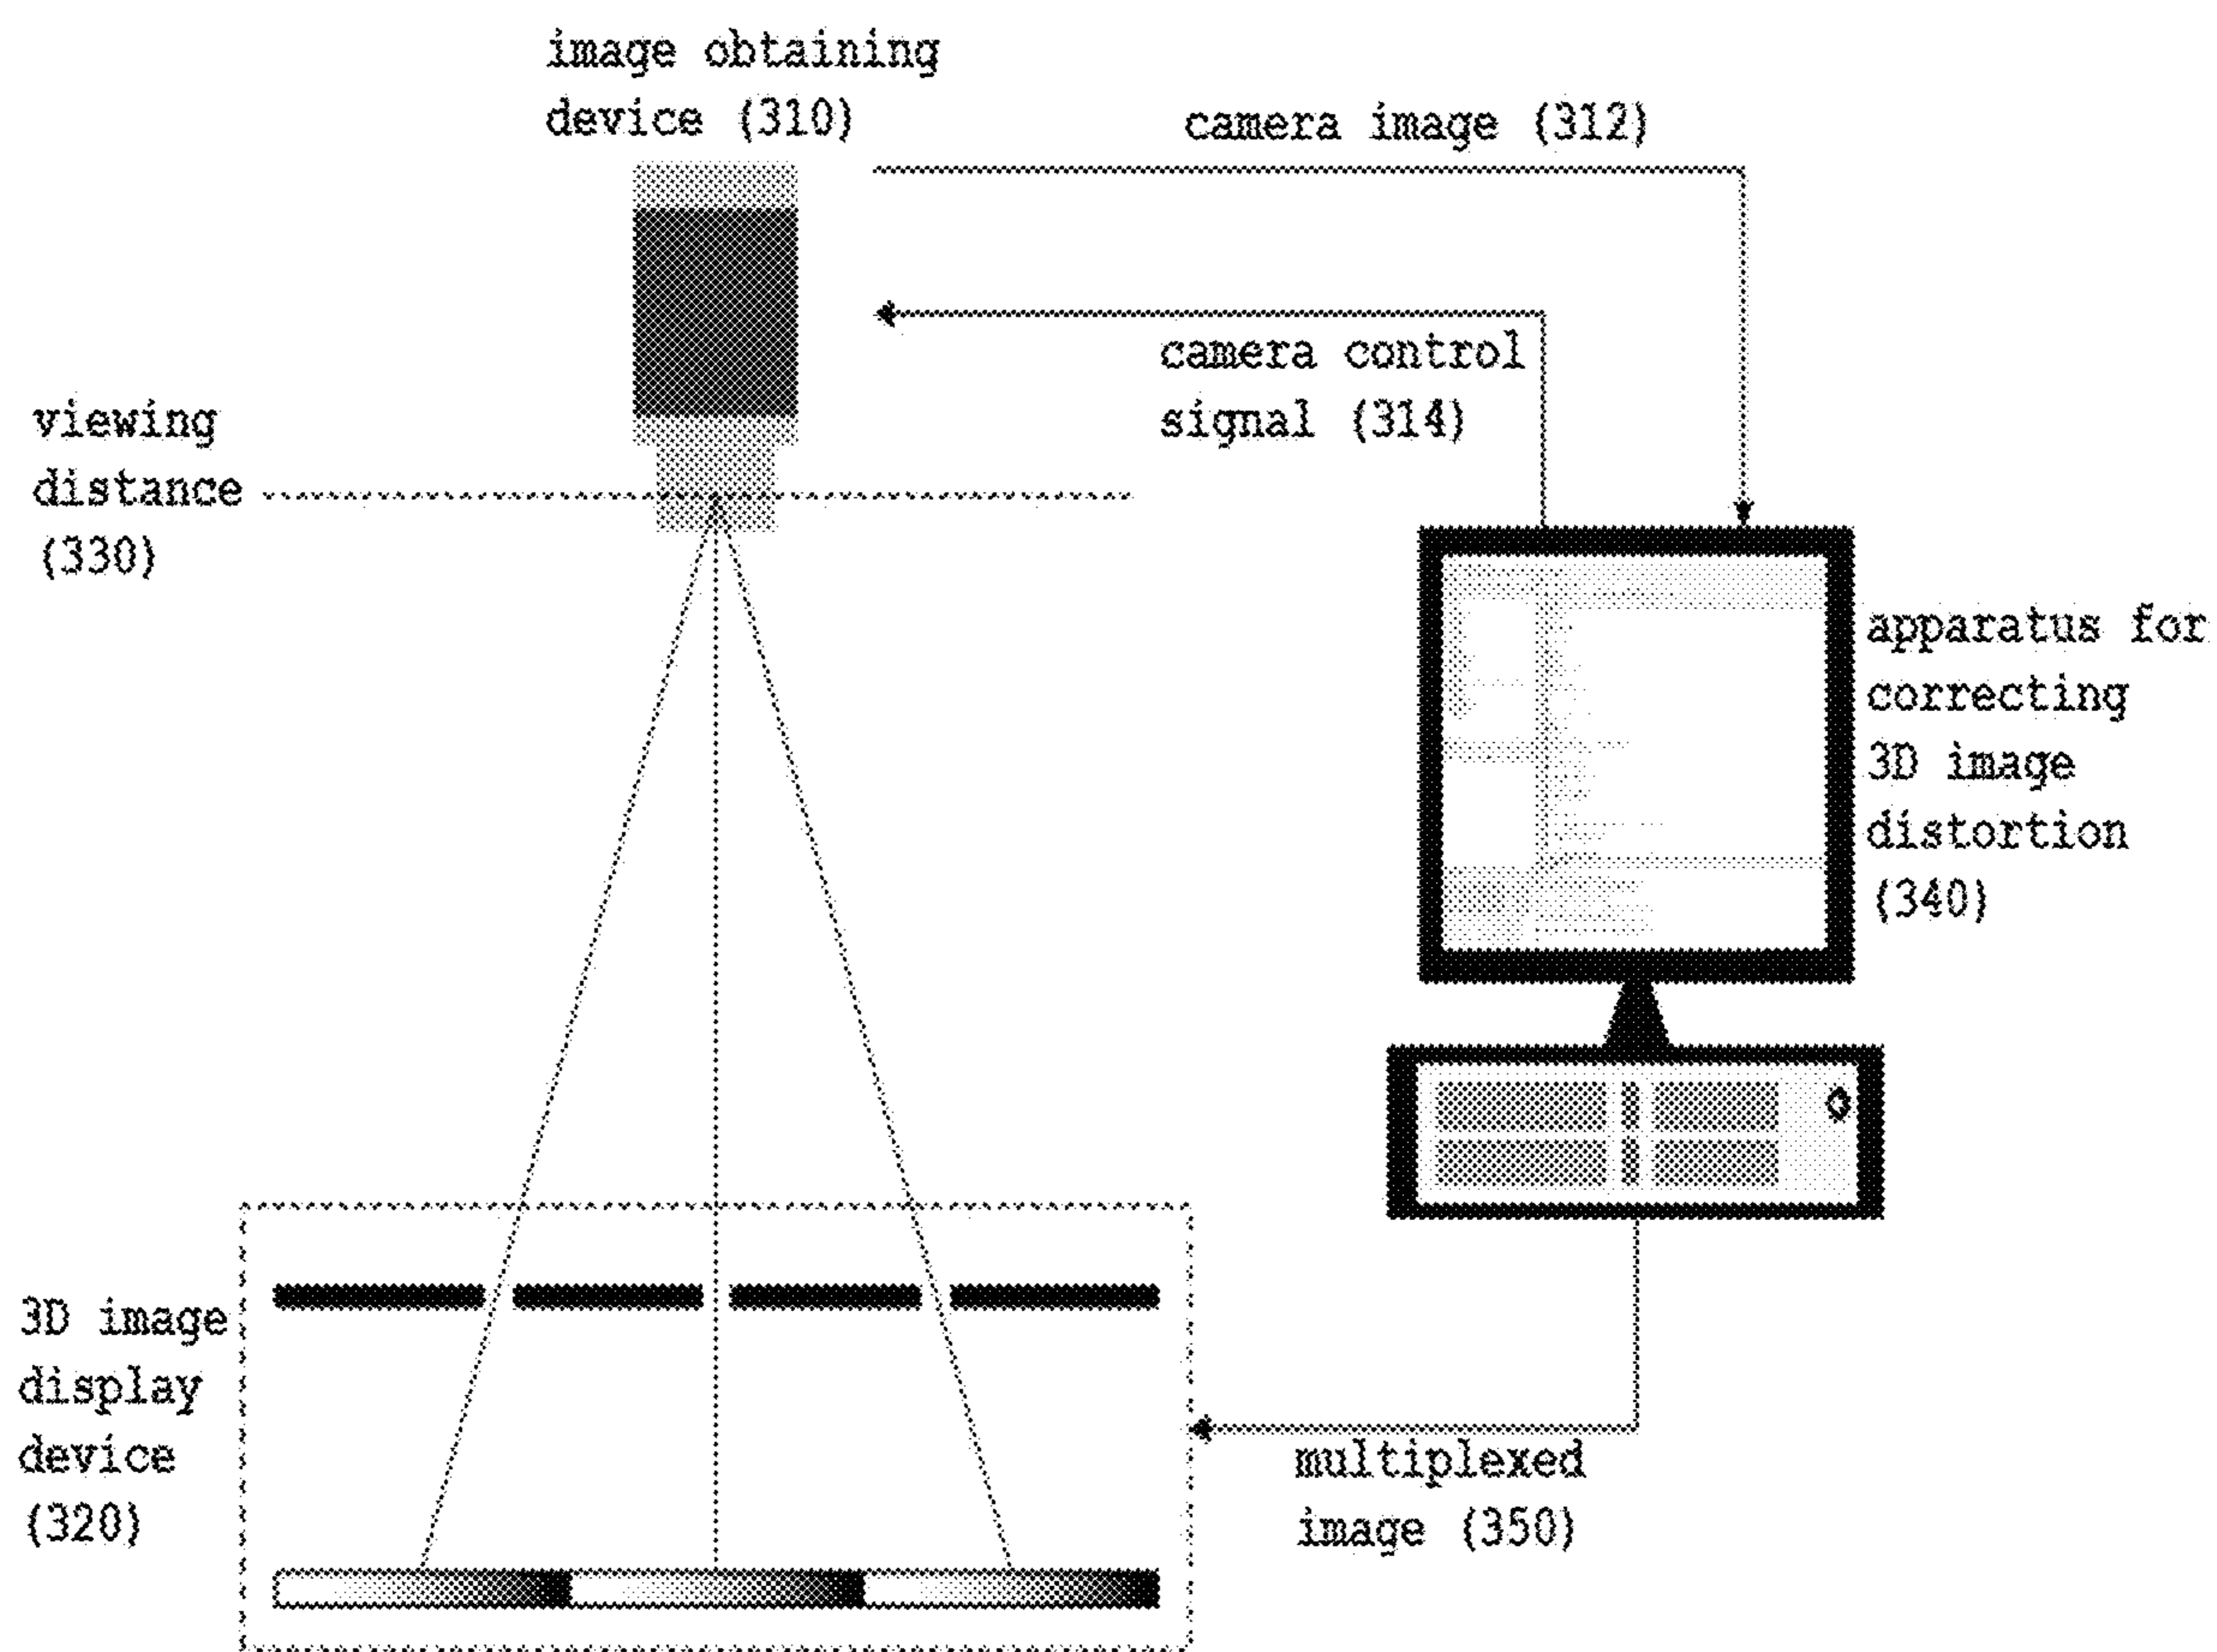 image obtaining
device (310)
camera image (312)
camera control
signal (314)
viewing
distance
(330)
apparatus for
correcting
3D image
distortion
(340)
3D image
display
device
(320)
multiplexed
image (350)